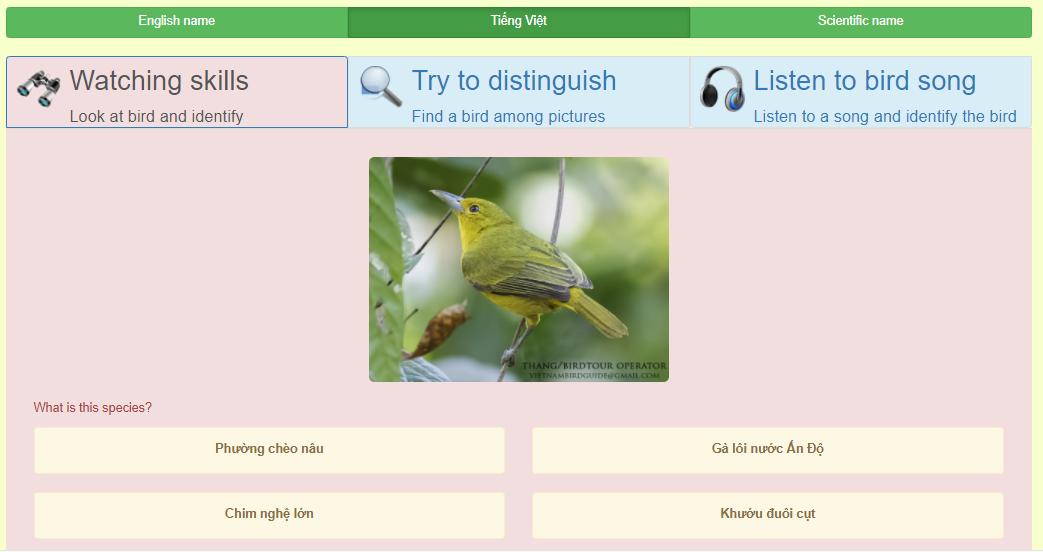 English name
Tiếng Việt
Scientific name
Watching skills
Look at bird and identify
Try to distinguish
Find a bird among pictures
Listen to bird song
Listen to a song and identify the bird
THANG/BIRDTOUR OPERATOR
VIETNAMBIRDGUIDE@GMAIL.COM
What is this species?
Phường chèo nâu
Gà lôi nước Ấn Độ
Chim nghệ lớn
Khướu đuôi cụt